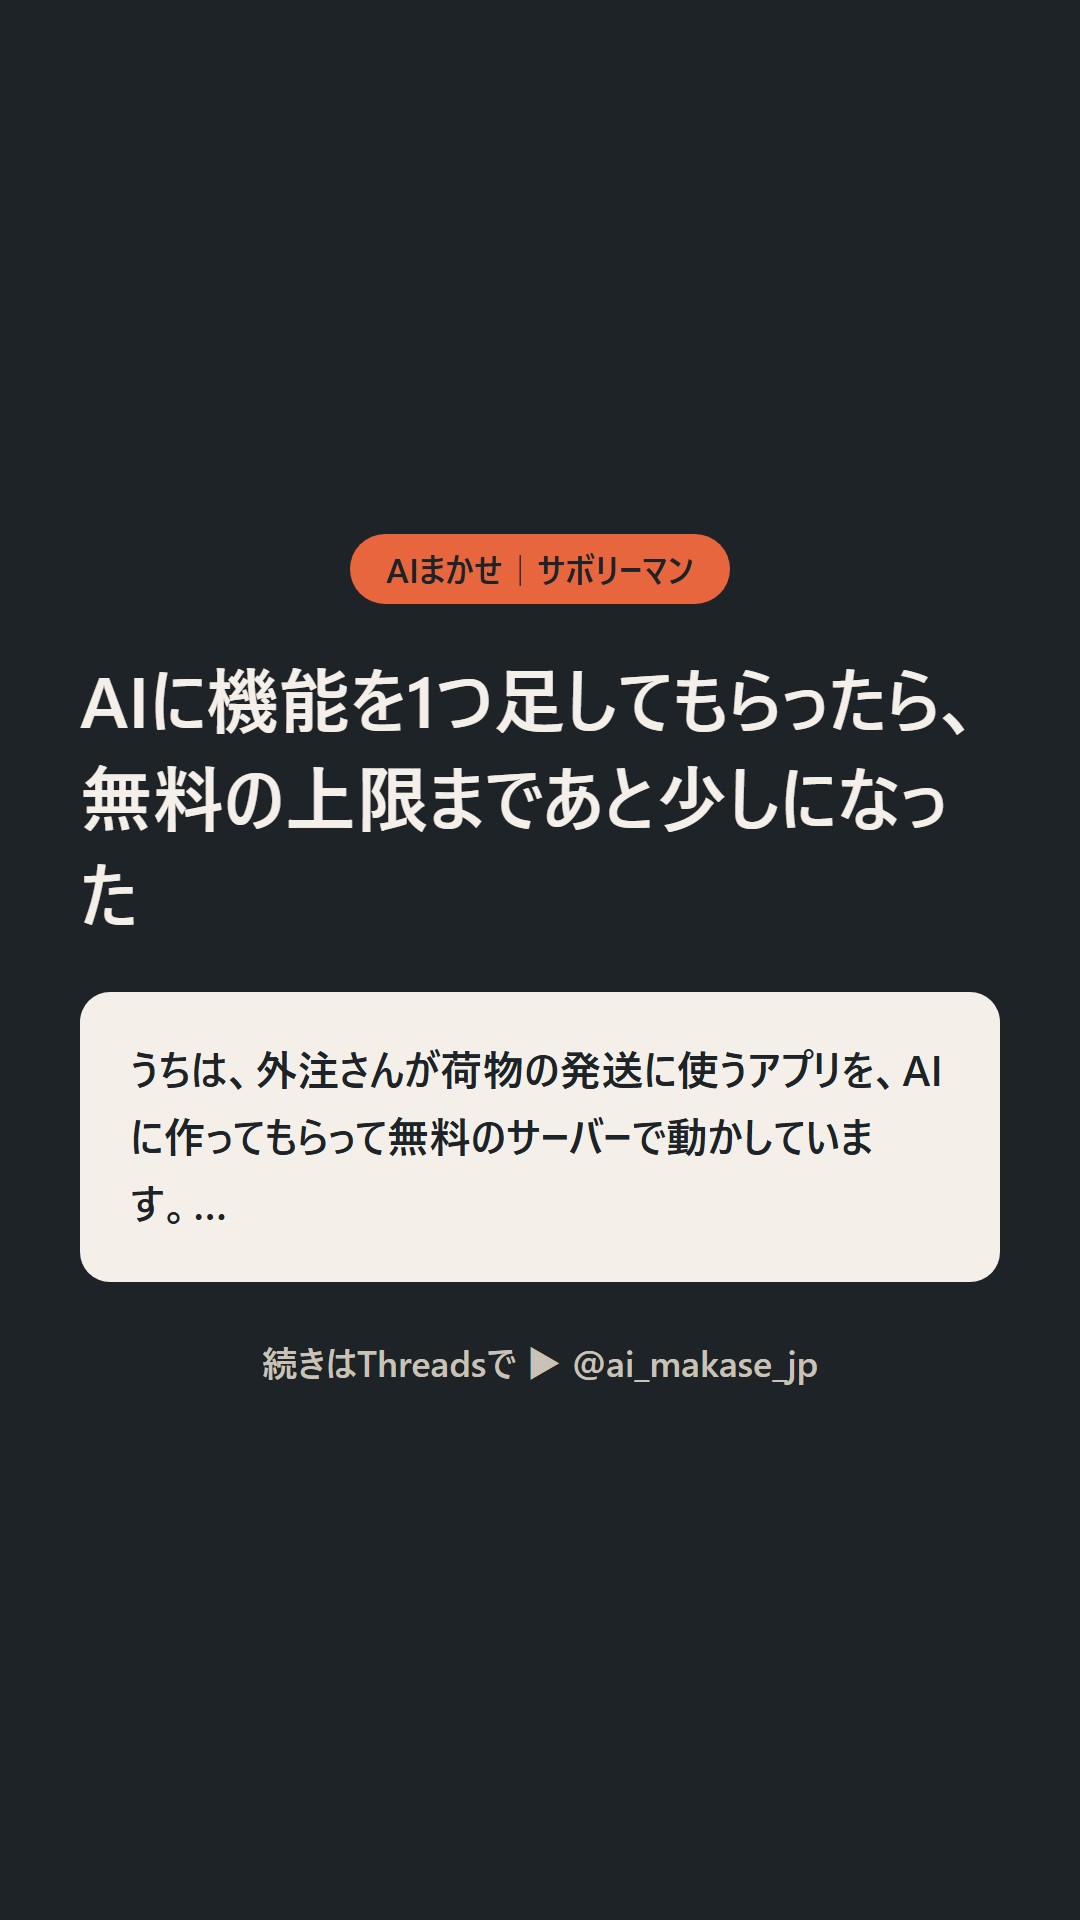 AIまかせ｜サボリーマン
AIに機能を1つ足してもらったら、
無料の上限まであと少しになっ
た
うちは、外注さんが荷物の発送に使うアプリを、AI
に作ってもらって無料のサーバーで動かしていま
す。…
続きはThreadsで ▶ @ai_makase_jp